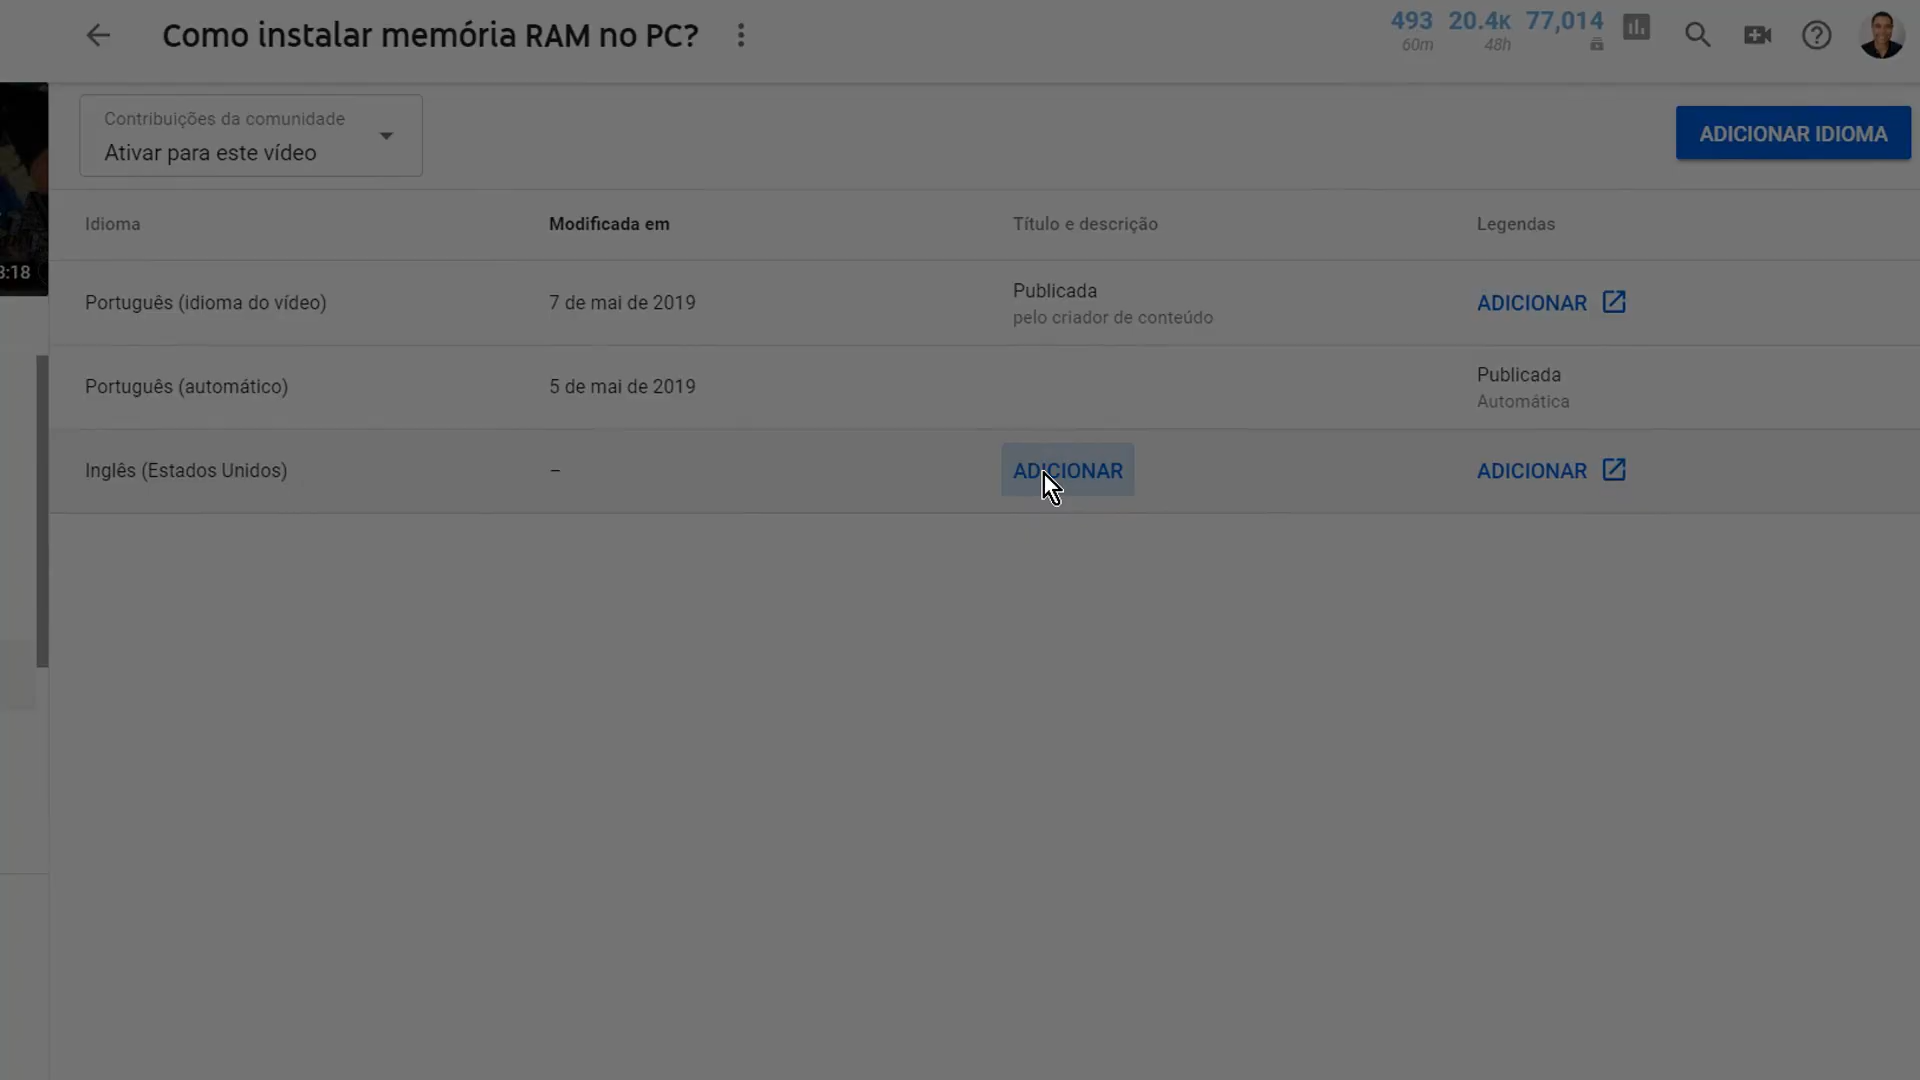 Como instalar memória RAM no PC?
493 20.4K 77,014
60m 48h
Contribuições da comunidade
Ativar para este vídeo
ADICIONAR IDIOMA
Idioma Modificada em Título e descrição Legendas
3:18
Português (idioma do vídeo) 7 de mai de 2019 Publicada ADICIONAR
pelo criador de conteúdo
Português (automático) 5 de mai de 2019 Publicada
Automática
Inglês (Estados Unidos) – ADICIONAR ADICIONAR